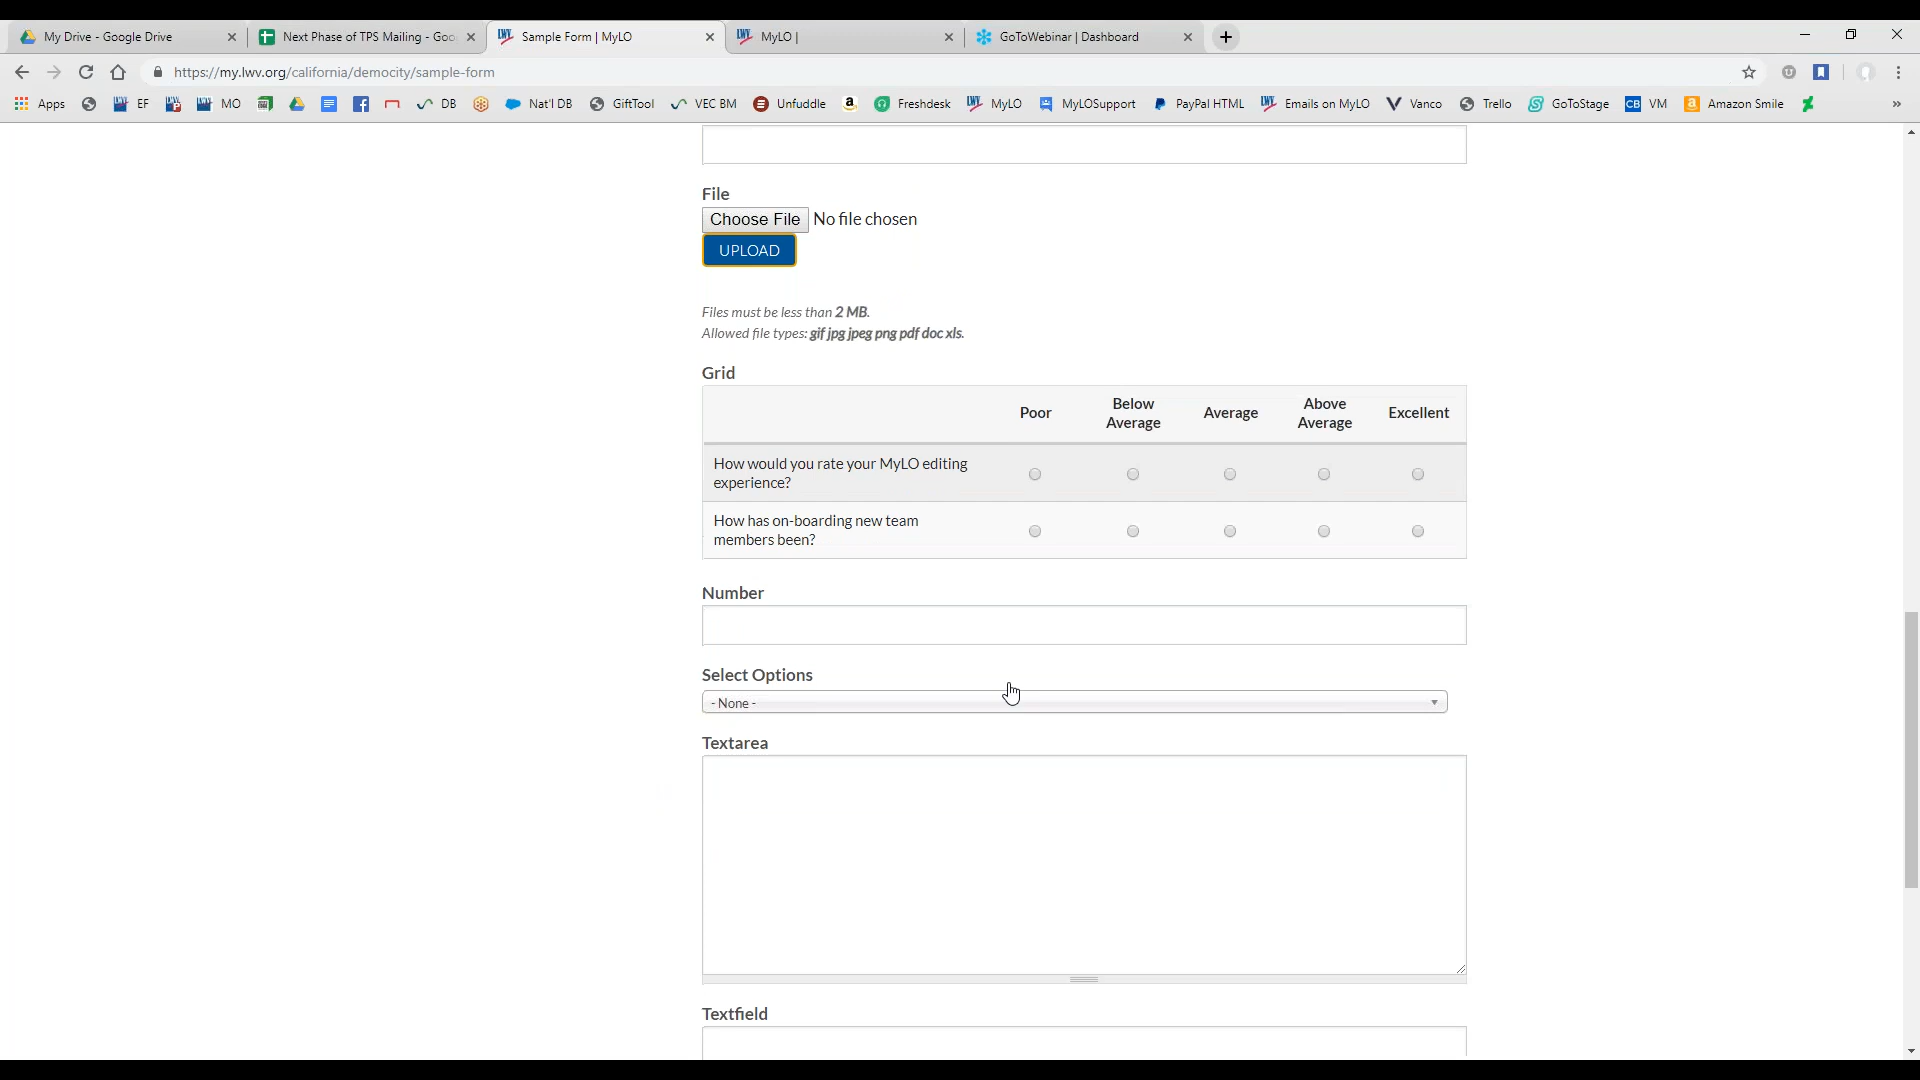 My Drive - Google Drive
Next Phase of TPS Mailing - Goo
Sample Form | MyLO
MyLO |
GoToWebinar | Dashboard
https://my.lwv.org/california/democity/sample-form
Apps EF MO DB Nat'l DB GiftTool VEC BM Unfuddle Freshdesk MyLO MyLOSupport PayPal HTML Emails on MyLO Vanco Trello GoToStage CB VM Amazon Smile »
File
Choose File No file chosen
UPLOAD
Files must be less than 2 MB.
Allowed file types: gif jpg jpeg png pdf doc xls.
Grid
Poor Below Average Average Above Average Excellent
How would you rate your MyLO editing
experience?
How has on-boarding new team
members been?
Number
Select Options
- None -
Textarea
Textfield